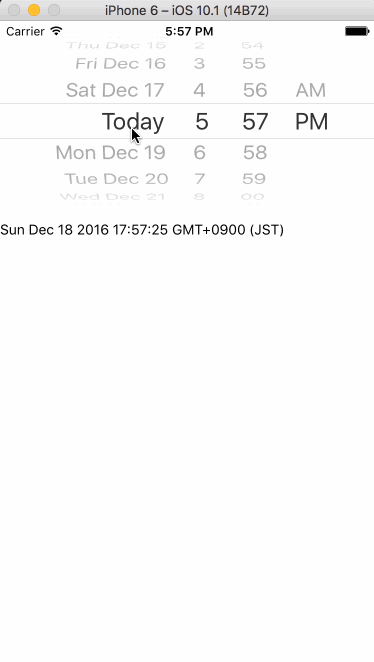 iPhone 6 – iOS 10.1 (14B72)
Carrier 5:57 PM
Thu Dec 15 2 54
Fri Dec 16 3 55
Sat Dec 17 4 56 AM
Today 5 57 PM
Mon Dec 19 6 58
Tue Dec 20 7 59
Wed Dec 21 8 00
Sun Dec 18 2016 17:57:25 GMT+0900 (JST)